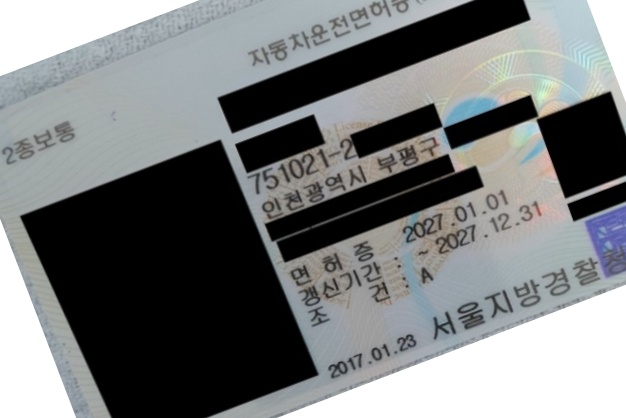 자동차운전면허증
2종보통
751021-2
인천광역시 부평구
면 허 증 2027.01.01
갱신기간 : ~ 2027.12.31
조 건 : A
2017.01.23 서울지방경찰청